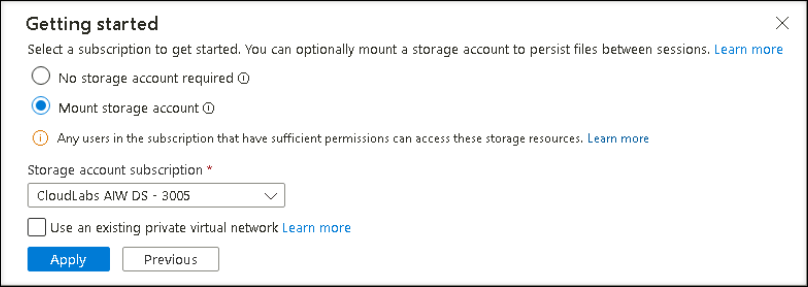 Getting started
Select a subscription to get started. You can optionally mount a storage account to persist files between sessions. Learn more
No storage account required
Mount storage account
Any users in the subscription that have sufficient permissions can access these storage resources. Learn more
Storage account subscription *
CloudLabs AIW DS - 3005
Use an existing private virtual network Learn more
Apply Previous